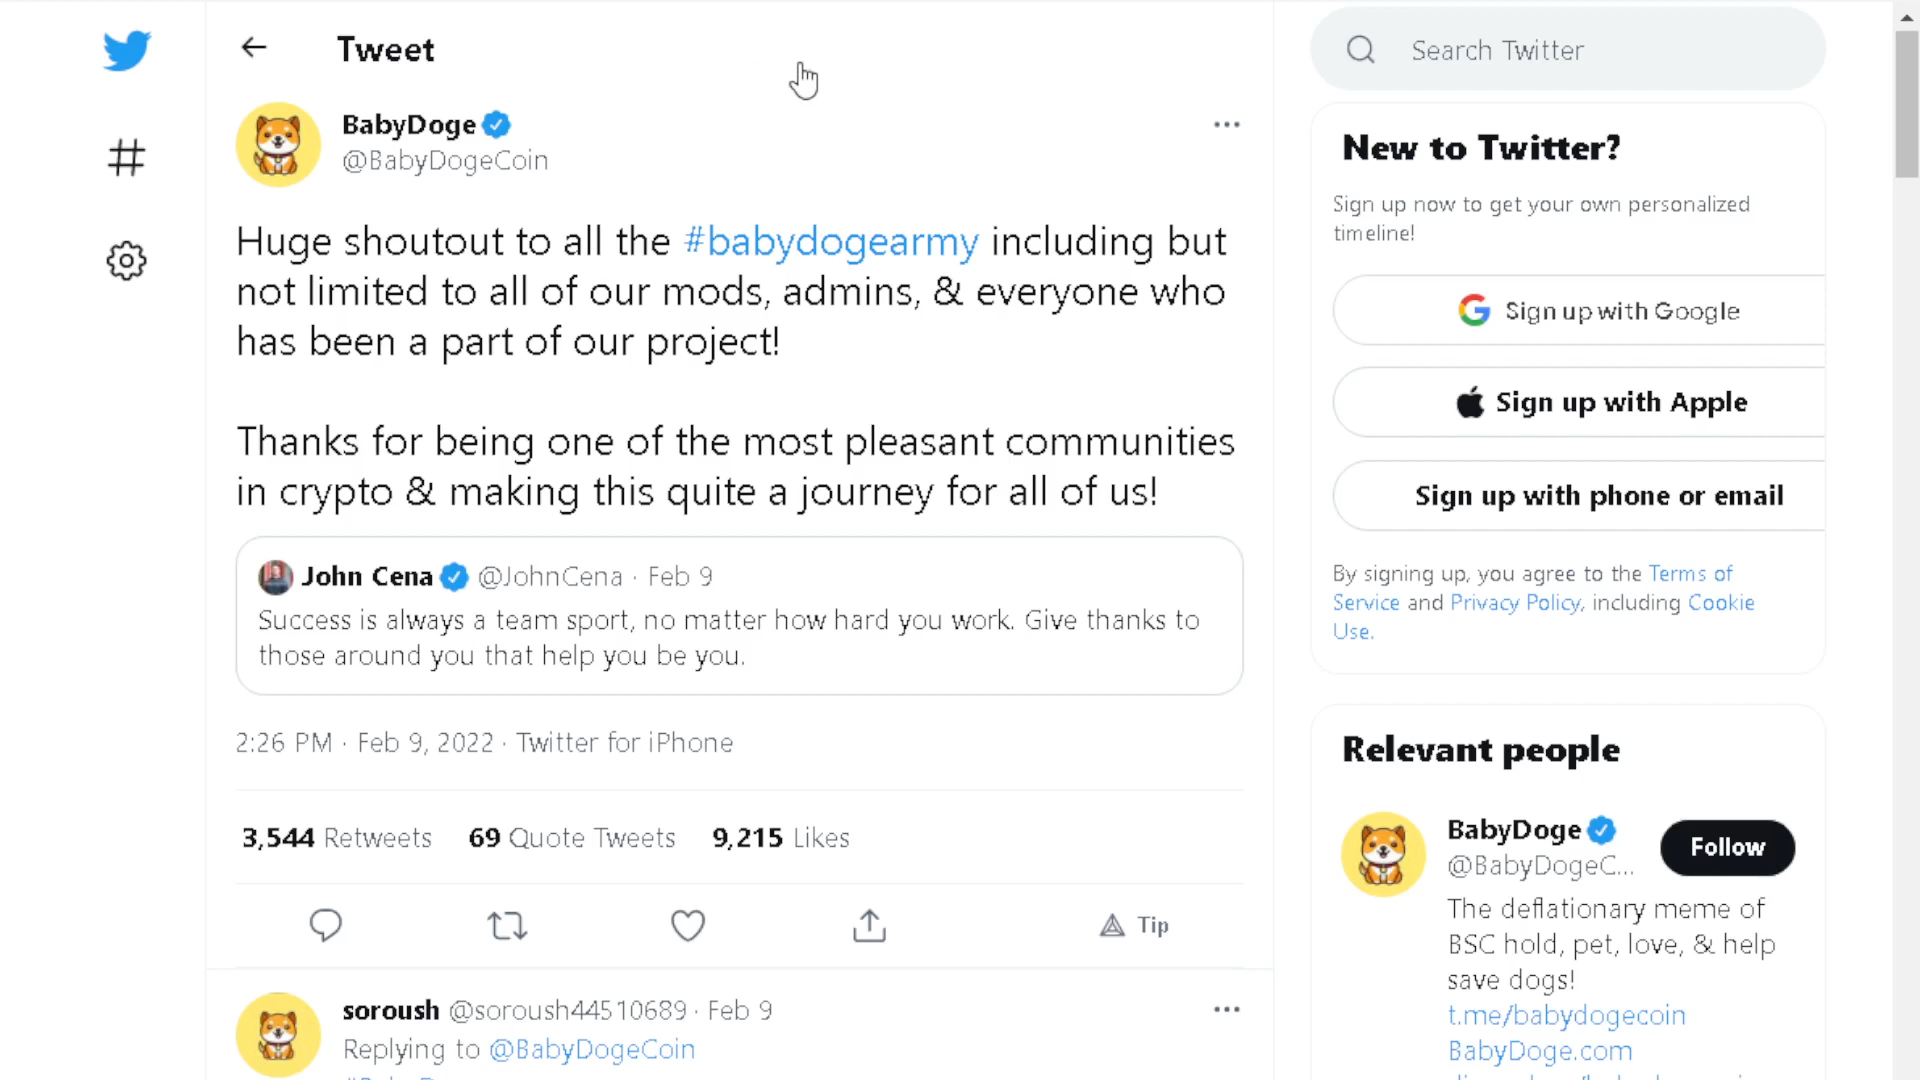 Tweet
BabyDoge
@BabyDogeCoin
Huge shoutout to all the #babydogearmy including but
not limited to all of our mods, admins, & everyone who
has been a part of our project!
Thanks for being one of the most pleasant communities
in crypto & making this quite a journey for all of us!
John Cena @JohnCena · Feb 9
Success is always a team sport, no matter how hard you work. Give thanks to
those around you that help you be you.
2:26 PM · Feb 9, 2022 · Twitter for iPhone
3,544 Retweets 69 Quote Tweets 9,215 Likes
Tip
soroush @soroush44510689 · Feb 9
Replying to @BabyDogeCoin
Search Twitter
New to Twitter?
Sign up now to get your own personalized
timeline!
Sign up with Google
Sign up with Apple
Sign up with phone or email
By signing up, you agree to the Terms of
Service and Privacy Policy, including Cookie
Use.
Relevant people
BabyDoge
@BabyDogeC...
Follow
The deflationary meme of
BSC hold, pet, love, & help
save dogs!
t.me/babydogecoin
BabyDoge.com